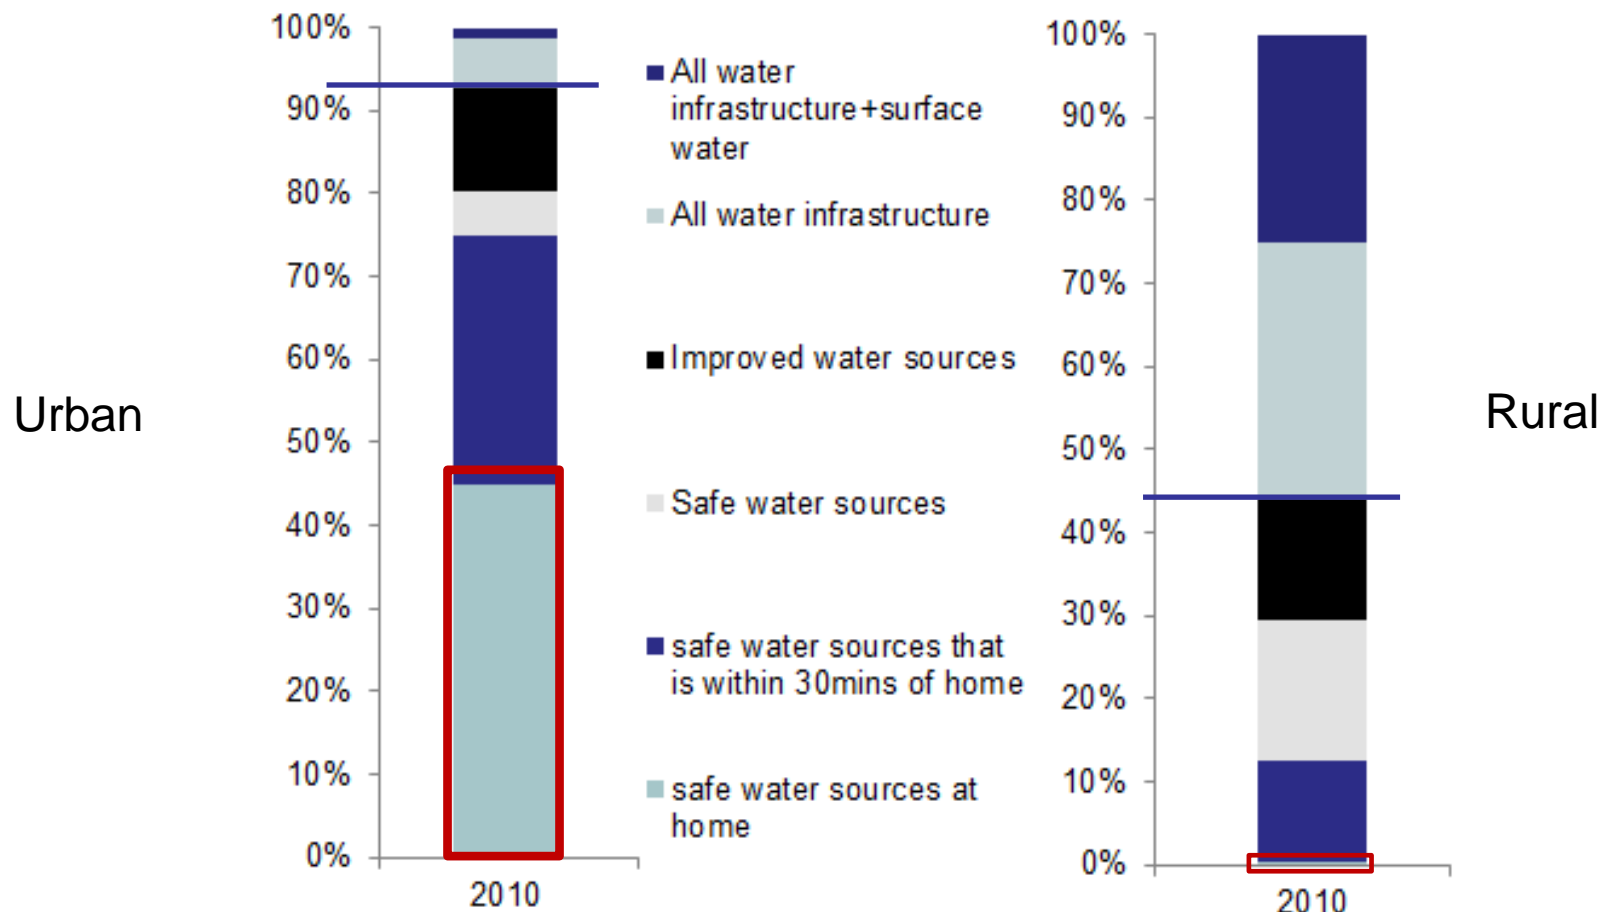 Urban
100%
90%
80%
70%
60%
50%
40%
30%
20%
10%
0%
2010
All water
infrastructure+surface
water
All water infrastructure
Improved water sources
Safe water sources
safe water sources that
is within 30mins of home
safe water sources at
home
100%
90%
80%
70%
60%
50%
40%
30%
20%
10%
0%
2010
Rural